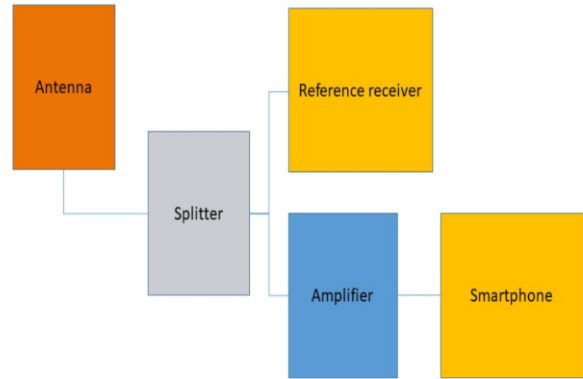 Antenna
Reference receiver
Splitter
Amplifier
Smartphone